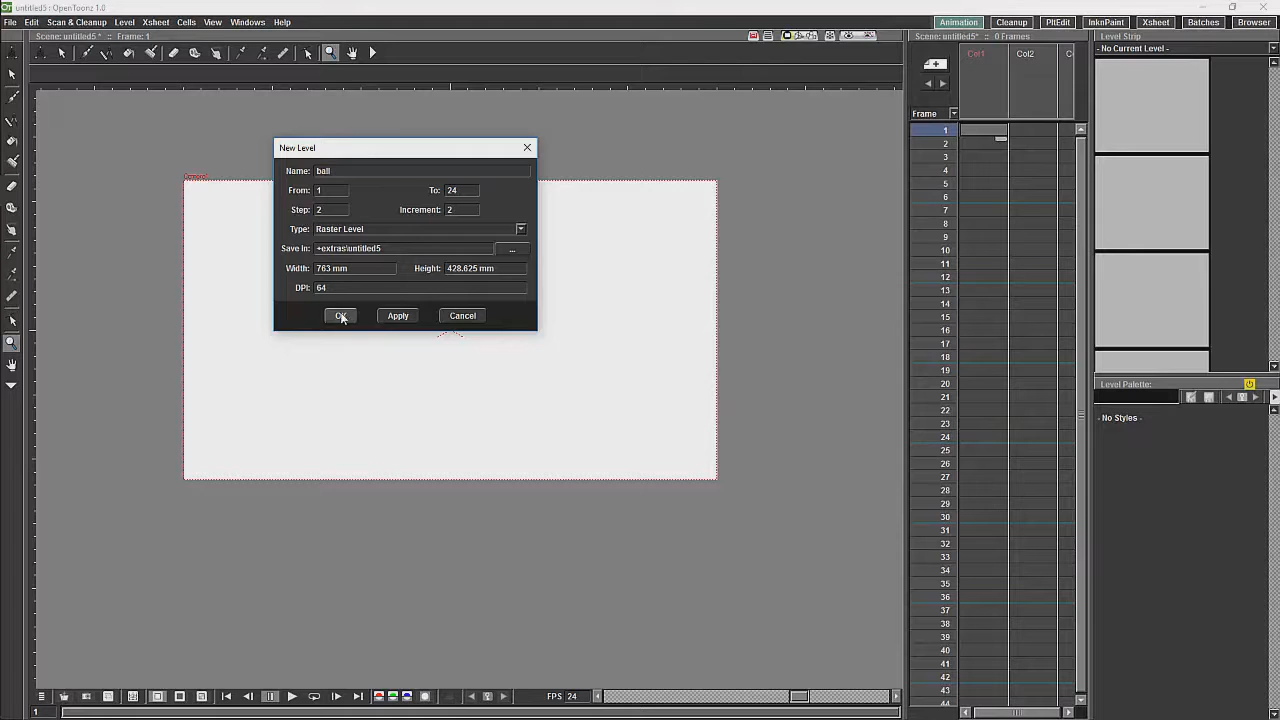 untitled5 * : OpenToonz 1.0
File Edit Scan & Cleanup Level Xsheet Cells View Windows Help
Animation Cleanup PltEdit InknPaint Xsheet Batches Browser
Scene: untitled5 * :: Frame: 1
Scene: untitled5* :: 0 Frames
Level Strip
- No Current Level -
Col1 Col2 C
New Level
Name: ball
From: 1 To: 24
Step: 2 Increment: 2
Type: Raster Level
Save In: +extras\untitled5 ...
Width: 763 mm Height: 428.625 mm
DPI: 64
OK Apply Cancel
Frame
1
2
3
4
5
6
7
8
9
10
11
12
13
14
15
16
17
18
19
20
21
22
23
24
25
26
27
28
29
30
31
32
33
34
35
36
37
38
39
40
41
42
43
44
Level Palette:
- No Styles -
FPS 24
1